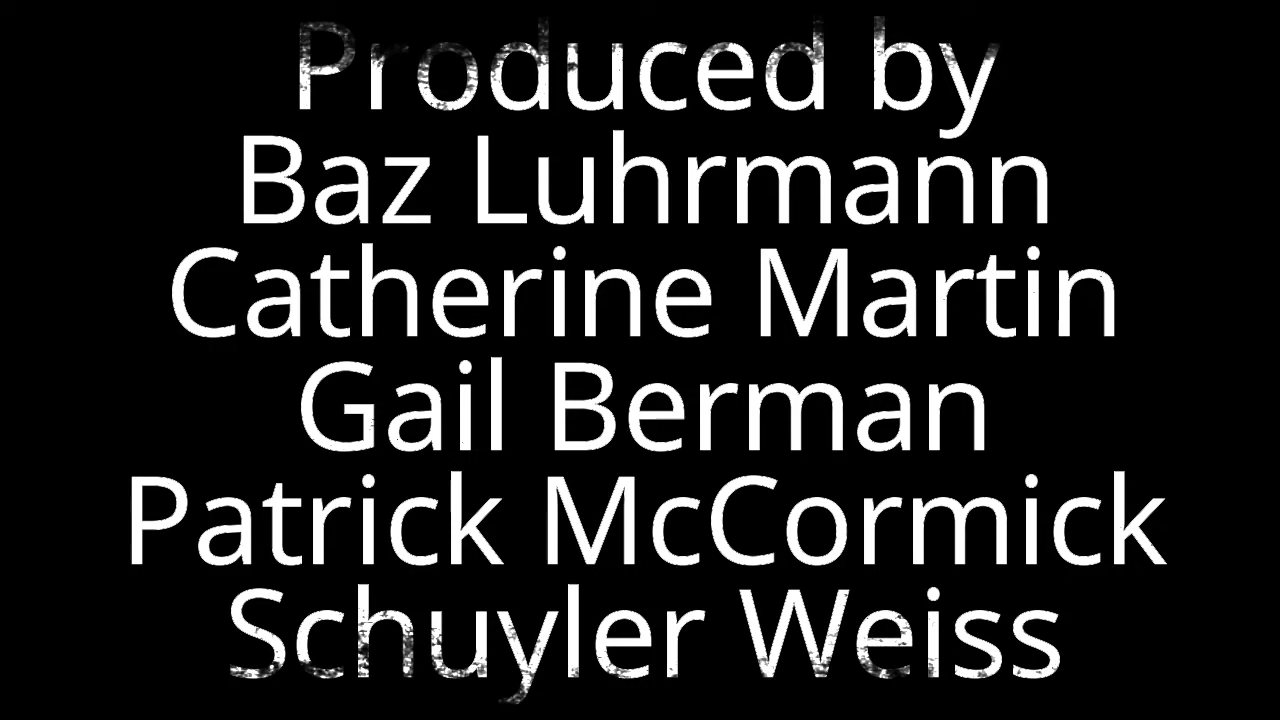 Produced by
Baz Luhrmann
Catherine Martin
Gail Berman
Patrick McCormick
Schuyler Weiss